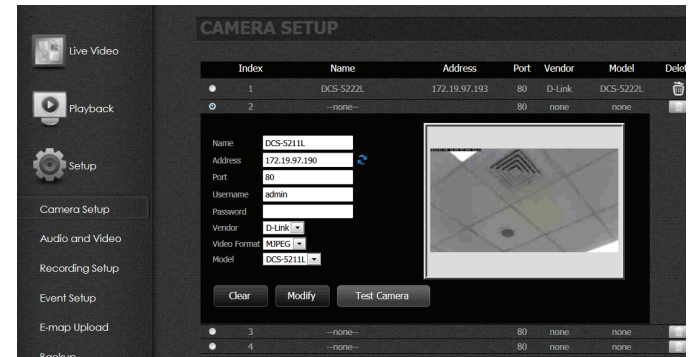 CAMERA SETUP
Live Video
Index Name Address Port Vendor Model Delet
1 DCS-5222L 172.19.97.193 80 D-Link DCS-5222L
2 --none-- 80 none none
Playback
Name DCS-5211L
Address 172.19.97.190
Port 80
Setup
Username admin
Password
Vendor D-Link
Video Format MJPEG
Model DCS-5211L
Camera Setup
Audio and Video
Recording Setup
Clear Modify Test Camera
Event Setup
E-map Upload
3 --none-- 80 none none
4 --none-- 80 none none
Backup